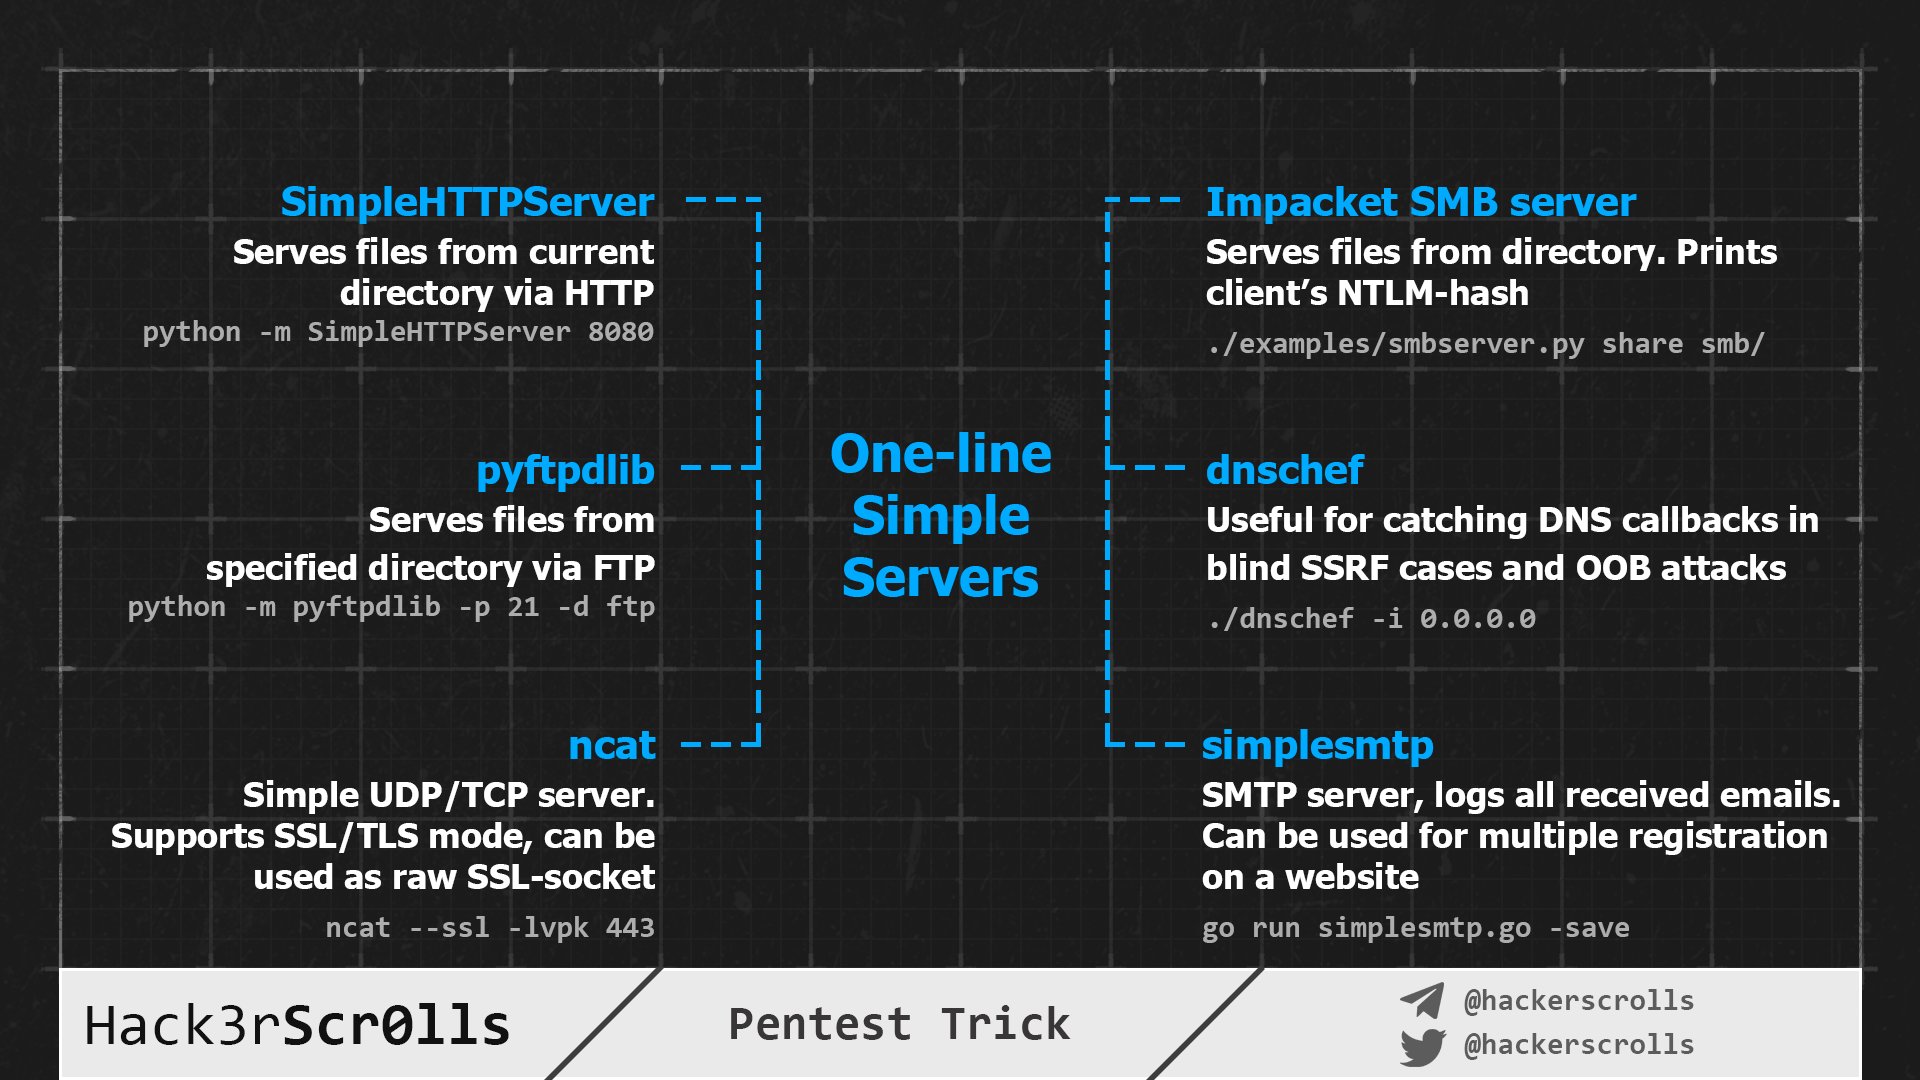 SimpleHTTPServer
Serves files from current
directory via HTTP
python -m SimpleHTTPServer 8080
pyftpdlib
Serves files from
specified directory via FTP
python -m pyftpdlib -p 21 -d ftp
ncat
Simple UDP/TCP server.
Supports SSL/TLS mode, can be
used as raw SSL-socket
ncat --ssl -lvpk 443
One-line
Simple
Servers
Impacket SMB server
Serves files from directory. Prints
client’s NTLM-hash
./examples/smbserver.py share smb/
dnschef
Useful for catching DNS callbacks in
blind SSRF cases and OOB attacks
./dnschef -i 0.0.0.0
simplesmtp
SMTP server, logs all received emails.
Can be used for multiple registration
on a website
go run simplesmtp.go -save
Hack3rScr0lls
Pentest Trick
@hackerscrolls
@hackerscrolls